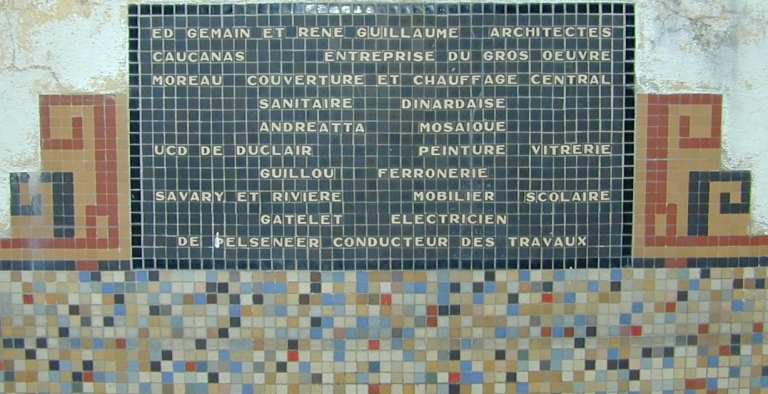 ED GEMAIN ET RENE GUILLAUME ARCHITECTES
CAUCANAS ENTREPRISE DU GROS OEUVRE
MOREAU COUVERTURE ET CHAUFFAGE CENTRAL
SANITAIRE DINARDAISE
ANDREATTA MOSAIQUE
UCD DE DUCLAIR PEINTURE VITRERIE
GUILLOU FERRONERIE
SAVARY ET RIVIERE MOBILIER SCOLAIRE
GATELET ELECTRICIEN
DE PELSENEER CONDUCTEUR DES TRAVAUX